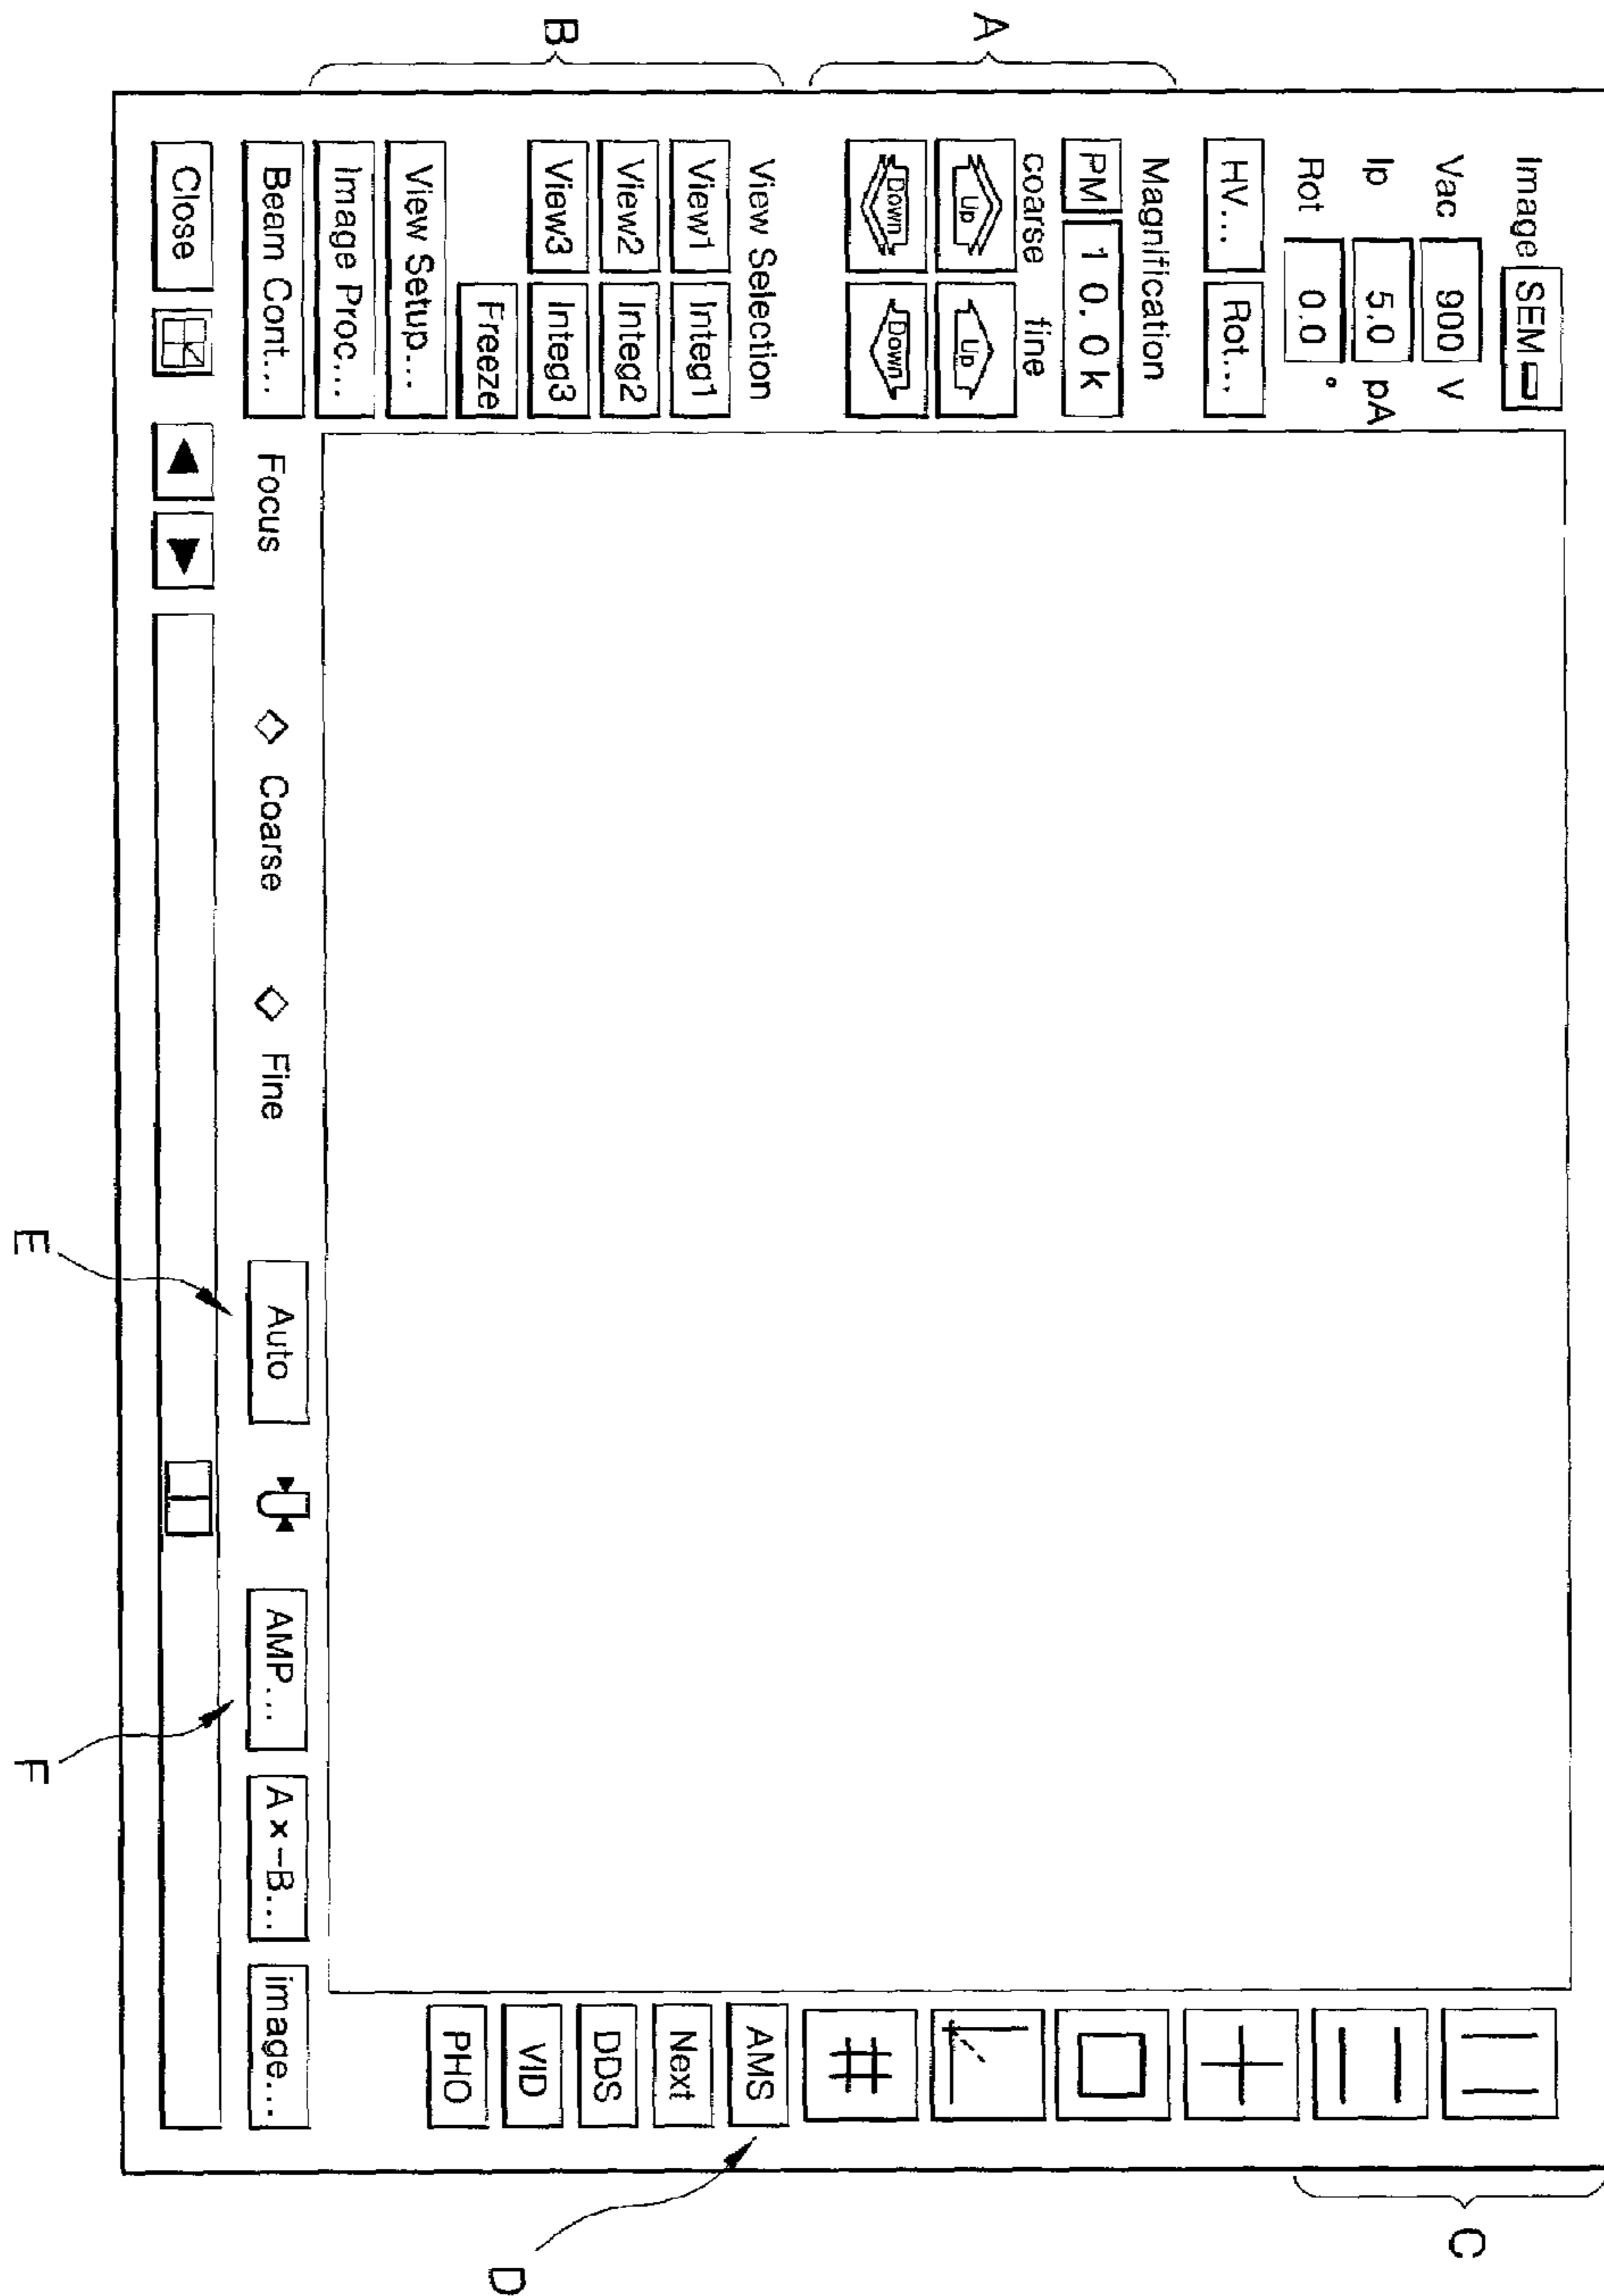 Image SEM
Vac 900 V
Ip 5.0 pA
Rot 0.0 °
HV... Rot...
Magnification
PM 10.0k
coarse fine
Up Up
Down Down
View Selection
View1 Integ1
View2 Integ2
View3 Integ3
Freeze
View Setup...
Image Proc...
Beam Cont...
Close
Focus ◇ Coarse ◇ Fine Auto AMP... A×-B... image...
AMS
Next
DDS
VID
PHO
A
B
C
D
E
F